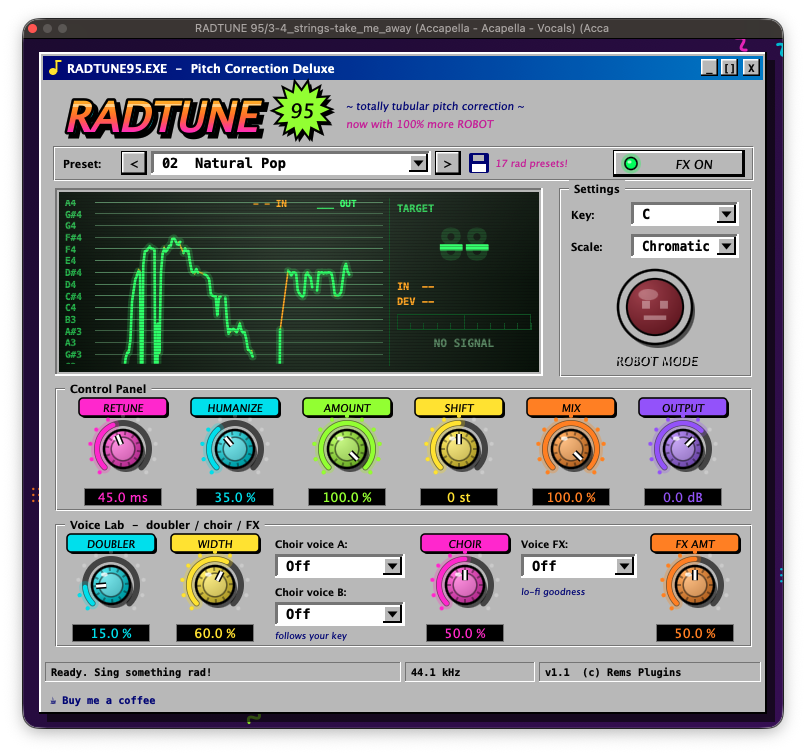 RADTUNE 95/3-4_strings-take_me_away (Accapella - Acapella - Vocals) (Acca
RADTUNE95.EXE – Pitch Correction Deluxe
_ [] X
RADTUNE 95
~ totally tubular pitch correction ~
now with 100% more ROBOT
Preset: < 02 Natural Pop > 17 rad presets! FX ON
Settings
Key: C
Scale: Chromatic
ROBOT MODE
– – IN ___ OUT
A4
G#4
G4
F#4
F4
E4
D#4
D4
C#4
C4
B3
A#3
A3
G#3
TARGET
--
IN --
DEV --
NO SIGNAL
Control Panel
RETUNE HUMANIZE AMOUNT SHIFT MIX OUTPUT
45.0 ms 35.0 % 100.0 % 0 st 100.0 % 0.0 dB
Voice Lab – doubler / choir / FX
DOUBLER WIDTH Choir voice A: CHOIR Voice FX: FX AMT
Off Off
lo-fi goodness
Choir voice B:
Off
15.0 % 60.0 % follows your key 50.0 % 50.0 %
Ready. Sing something rad! 44.1 kHz v1.1 (c) Rems Plugins
☕ Buy me a coffee